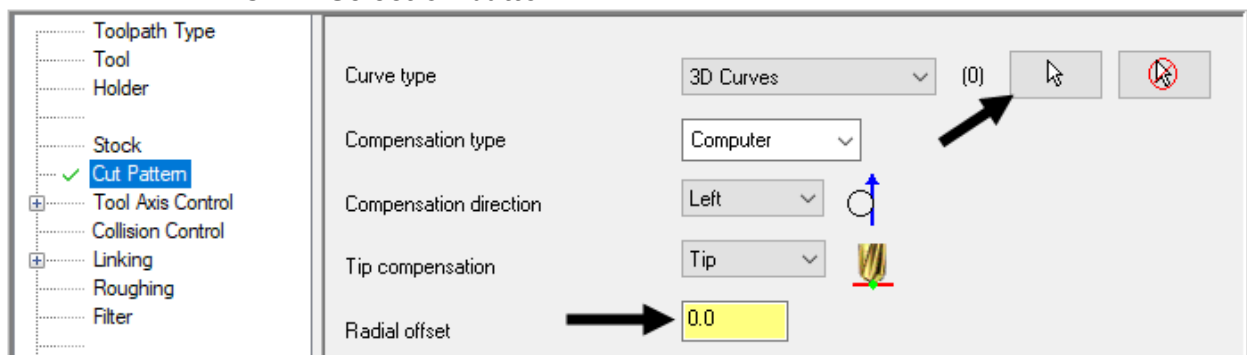 Toolpath Type
Tool
Holder
Stock
Cut Pattern
Tool Axis Control
Collision Control
Linking
Roughing
Filter
Curve type 3D Curves (0)
Compensation type Computer
Compensation direction Left
Tip compensation Tip
Radial offset 0.0